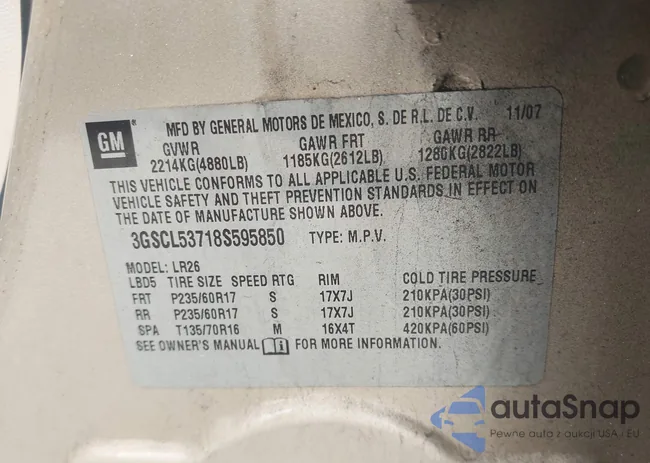 GM
MFD BY GENERAL MOTORS DE MEXICO, S. DE R.L. DE C.V. 11/07
GVWR GAWR FRT GAWR RR
2214KG(4880LB) 1185KG(2612LB) 1280KG(2822LB)
THIS VEHICLE CONFORMS TO ALL APPLICABLE U.S. FEDERAL MOTOR
VEHICLE SAFETY AND THEFT PREVENTION STANDARDS IN EFFECT ON
THE DATE OF MANUFACTURE SHOWN ABOVE.
3GSCL53718S595850 TYPE: M.P.V.
MODEL: LR26
LBD5 TIRE SIZE SPEED RTG RIM COLD TIRE PRESSURE
FRT P235/60R17 S 17X7J 210KPA(30PSI)
RR P235/60R17 S 17X7J 210KPA(30PSI)
SPA T135/70R16 M 16X4T 420KPA(60PSI)
SEE OWNER'S MANUAL FOR MORE INFORMATION.
autoSnap
Pewne auta z aukcji USA i EU